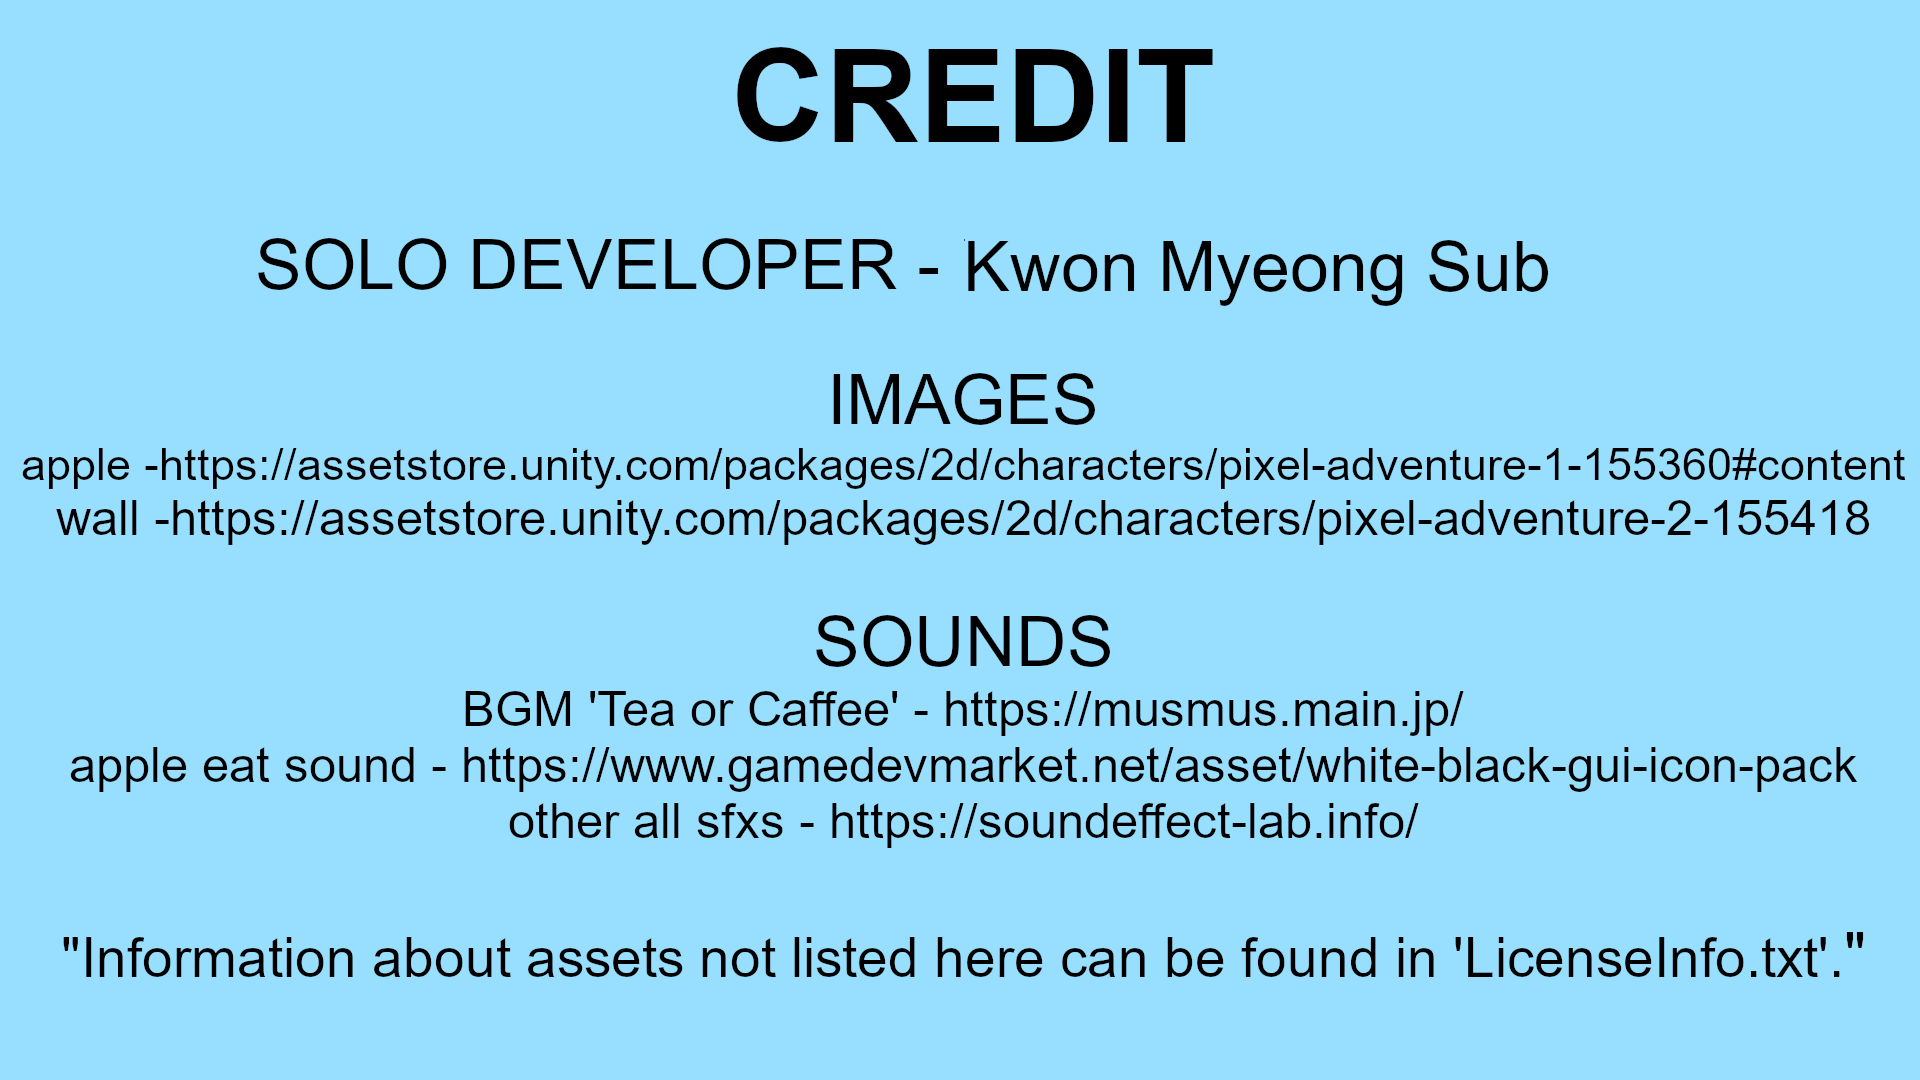 CREDIT
SOLO DEVELOPER - Kwon Myeong Sub
IMAGES
apple -https://assetstore.unity.com/packages/2d/characters/pixel-adventure-1-155360#content
wall -https://assetstore.unity.com/packages/2d/characters/pixel-adventure-2-155418
SOUNDS
BGM 'Tea or Caffee' - https://musmus.main.jp/
apple eat sound - https://www.gamedevmarket.net/asset/white-black-gui-icon-pack
other all sfxs - https://soundeffect-lab.info/
"Information about assets not listed here can be found in 'LicenseInfo.txt'."